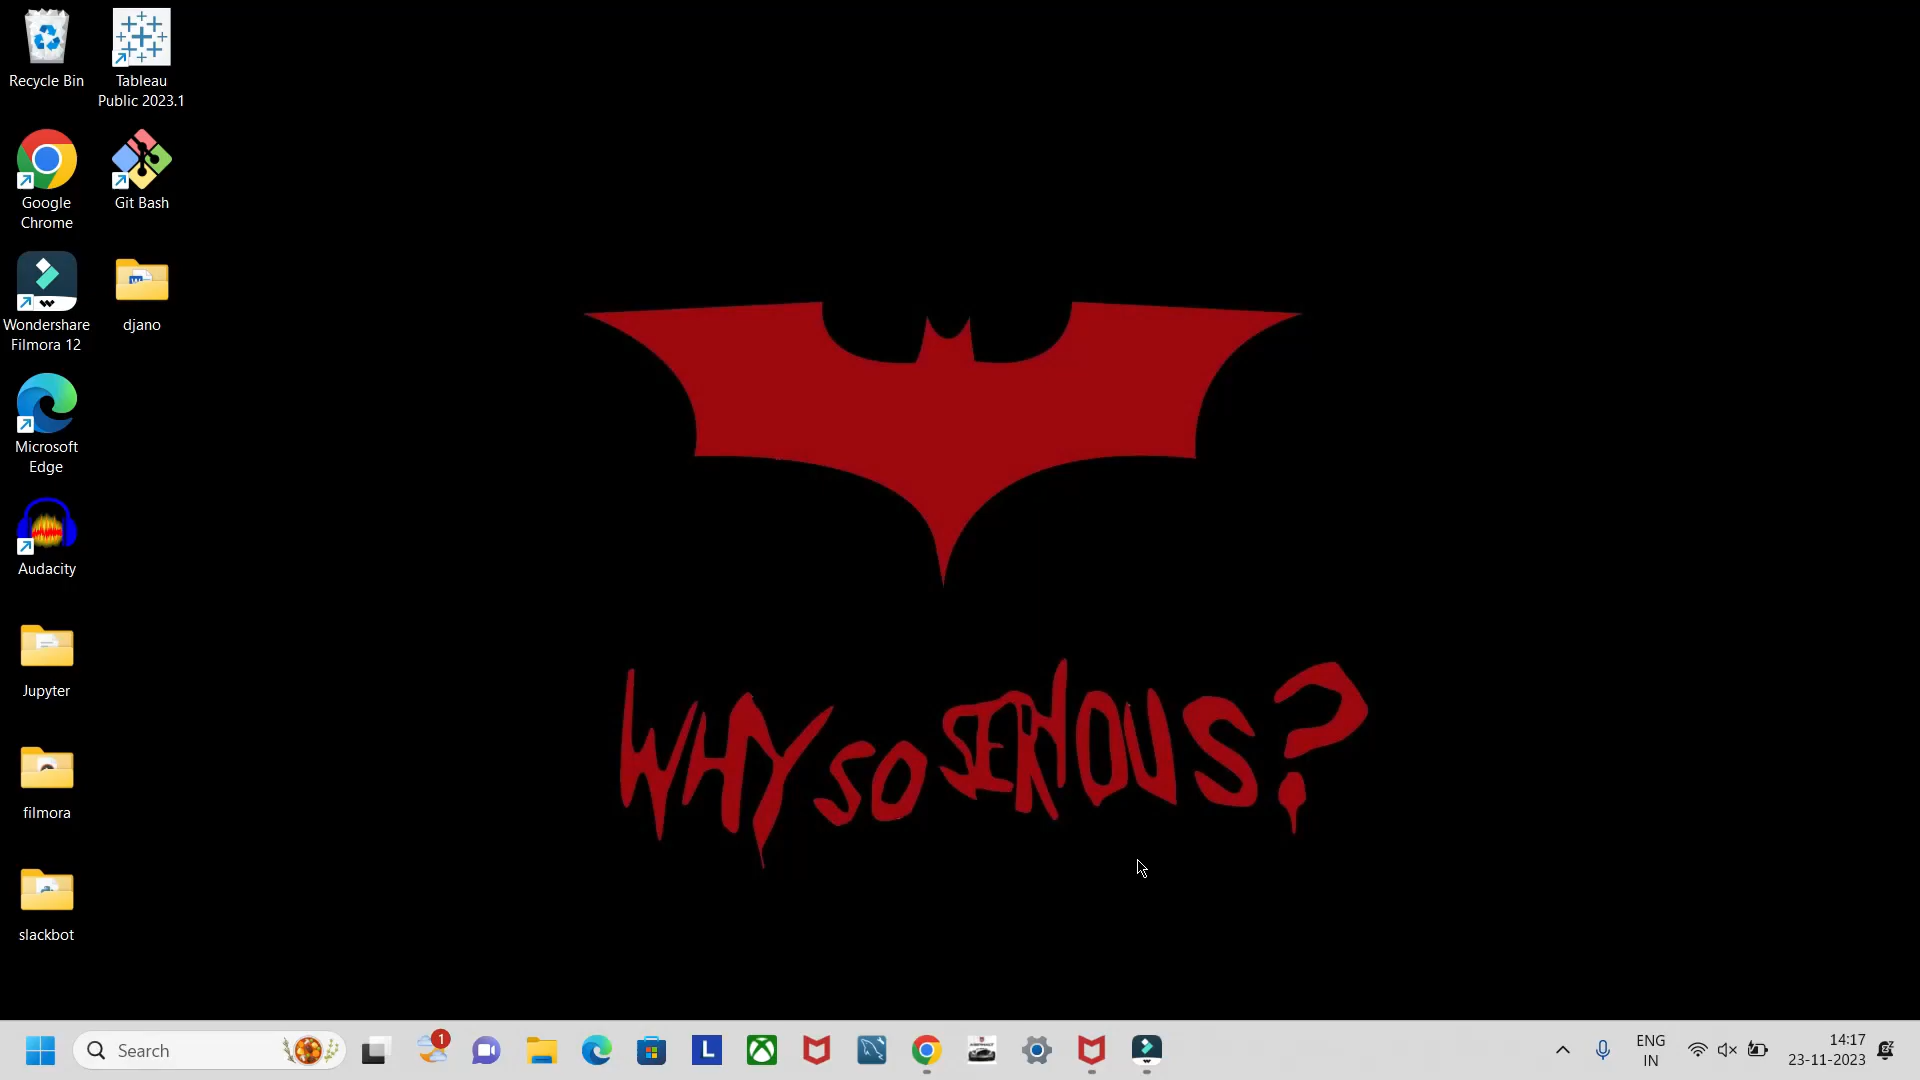 Recycle Bin
Tableau
Public 2023.1
Google
Chrome
Git Bash
Wondershare
Filmora 12
djano
Microsoft
Edge
Audacity
Jupyter
filmora
slackbot
WHY SO SERIOUS?
Search
1
L
ENG
IN
14:17
23-11-2023